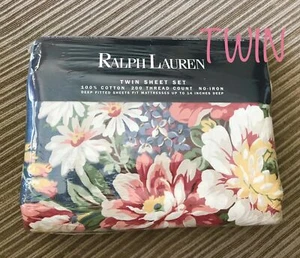 TWIN
RALPH LAUREN
TWIN SHEET SET
100% COTTON 200 THREAD COUNT NO-IRON
DEEP FITTED SHEETS FIT MATTRESSES UP TO 14 INCHES DEEP